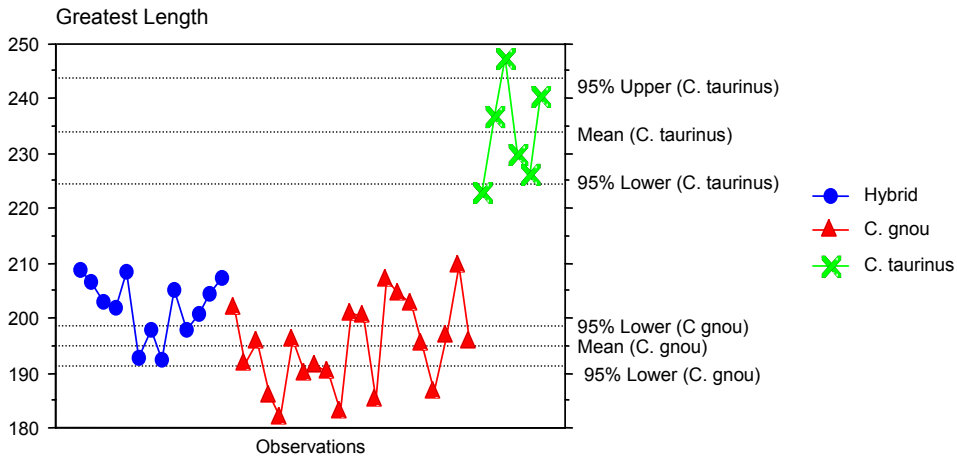 Greatest Length
250
240
230
220
210
200
190
180
95% Upper (C. taurinus)
Mean (C. taurinus)
95% Lower (C. taurinus)
95% Lower (C gnou)
Mean (C. gnou)
95% Lower (C. gnou)
Observations
Hybrid
C. gnou
C. taurinus